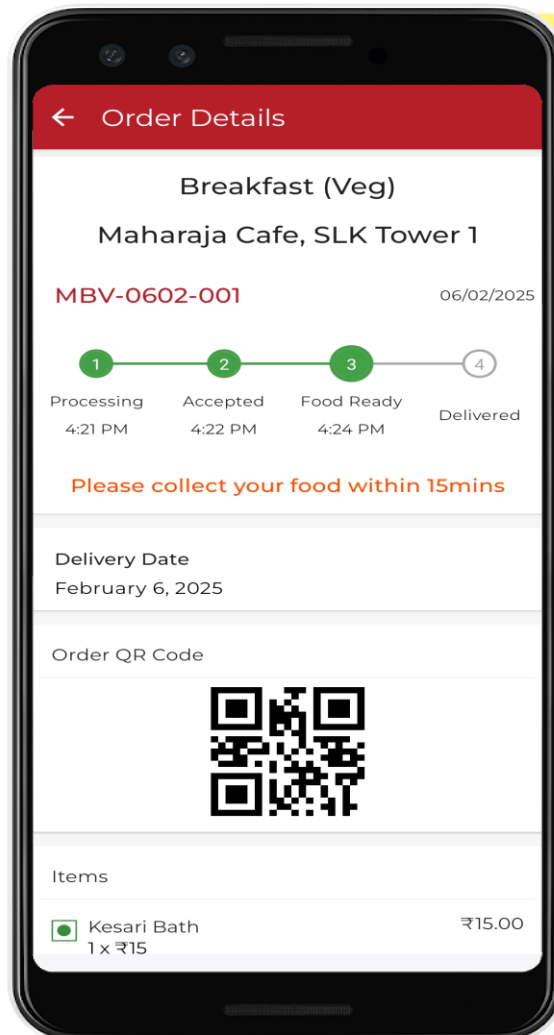 Order Details
Breakfast (Veg)
Maharaja Cafe, SLK Tower 1
MBV-0602-001 06/02/2025
1 2 3 4
Processing Accepted Food Ready Delivered
4:21 PM 4:22 PM 4:24 PM
Please collect your food within 15mins
Delivery Date
February 6, 2025
Order QR Code
Items
Kesari Bath ₹15.00
1 x ₹15